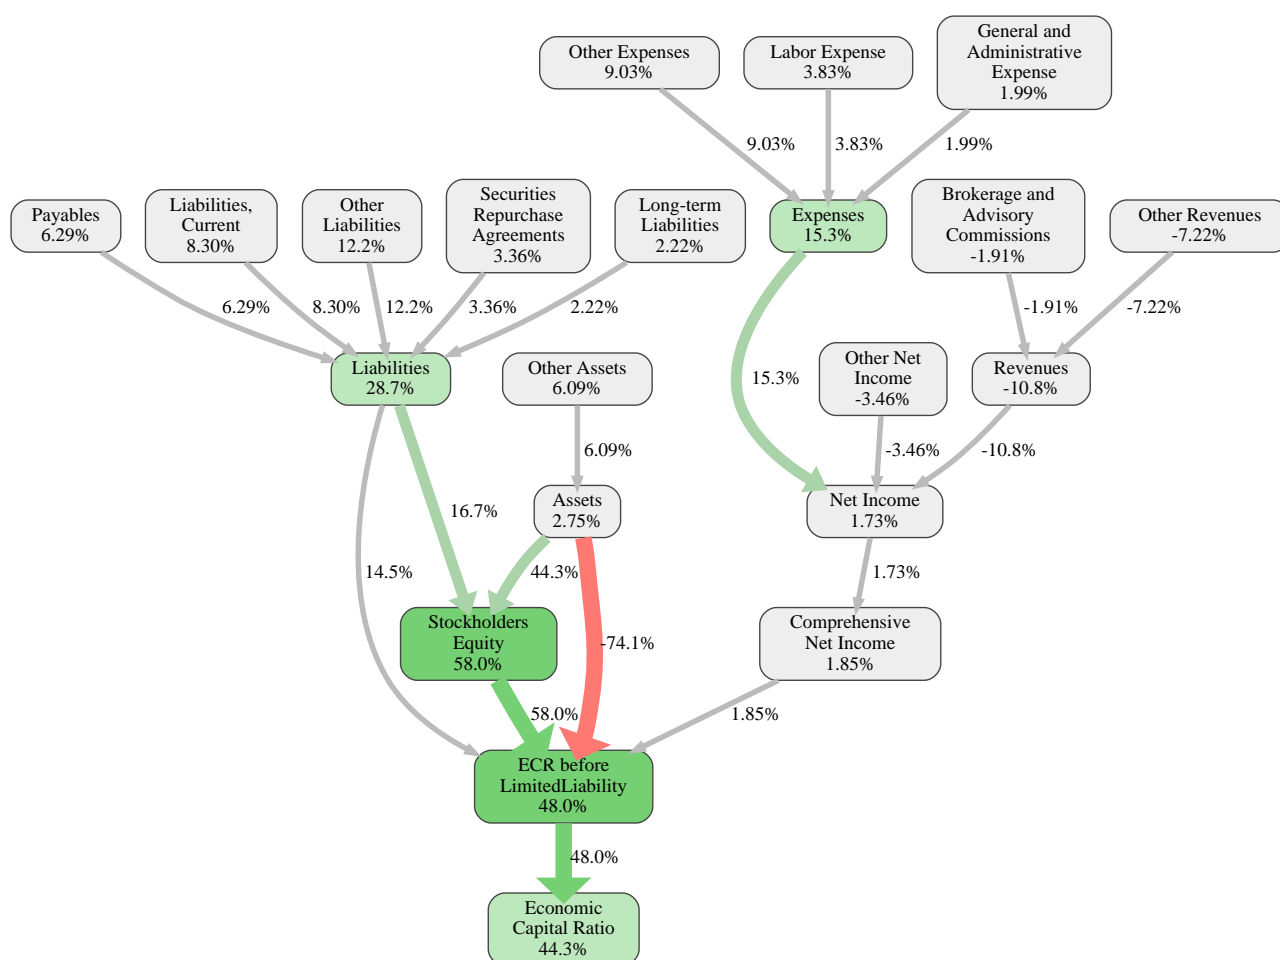 General and
Administrative
Expense
1.99%
Other Expenses
9.03%
Labor Expense
3.83%
9.03%
3.83%
1.99%
Payables
6.29%
Liabilities,
Current
8.30%
Other
Liabilities
12.2%
Securities
Repurchase
Agreements
3.36%
Long-term
Liabilities
2.22%
Expenses
15.3%
Brokerage and
Advisory
Commissions
-1.91%
Other Revenues
-7.22%
6.29%
8.30%
12.2%
3.36%
2.22%
-1.91%
-7.22%
Liabilities
28.7%
Other Assets
6.09%
15.3%
Other Net
Income
-3.46%
Revenues
-10.8%
6.09%
-3.46%
-10.8%
16.7%
Assets
2.75%
Net Income
1.73%
14.5%
44.3%
1.73%
Stockholders
Equity
58.0%
-74.1%
Comprehensive
Net Income
1.85%
58.0%
1.85%
ECR before
LimitedLiability
48.0%
48.0%
Economic
Capital Ratio
44.3%